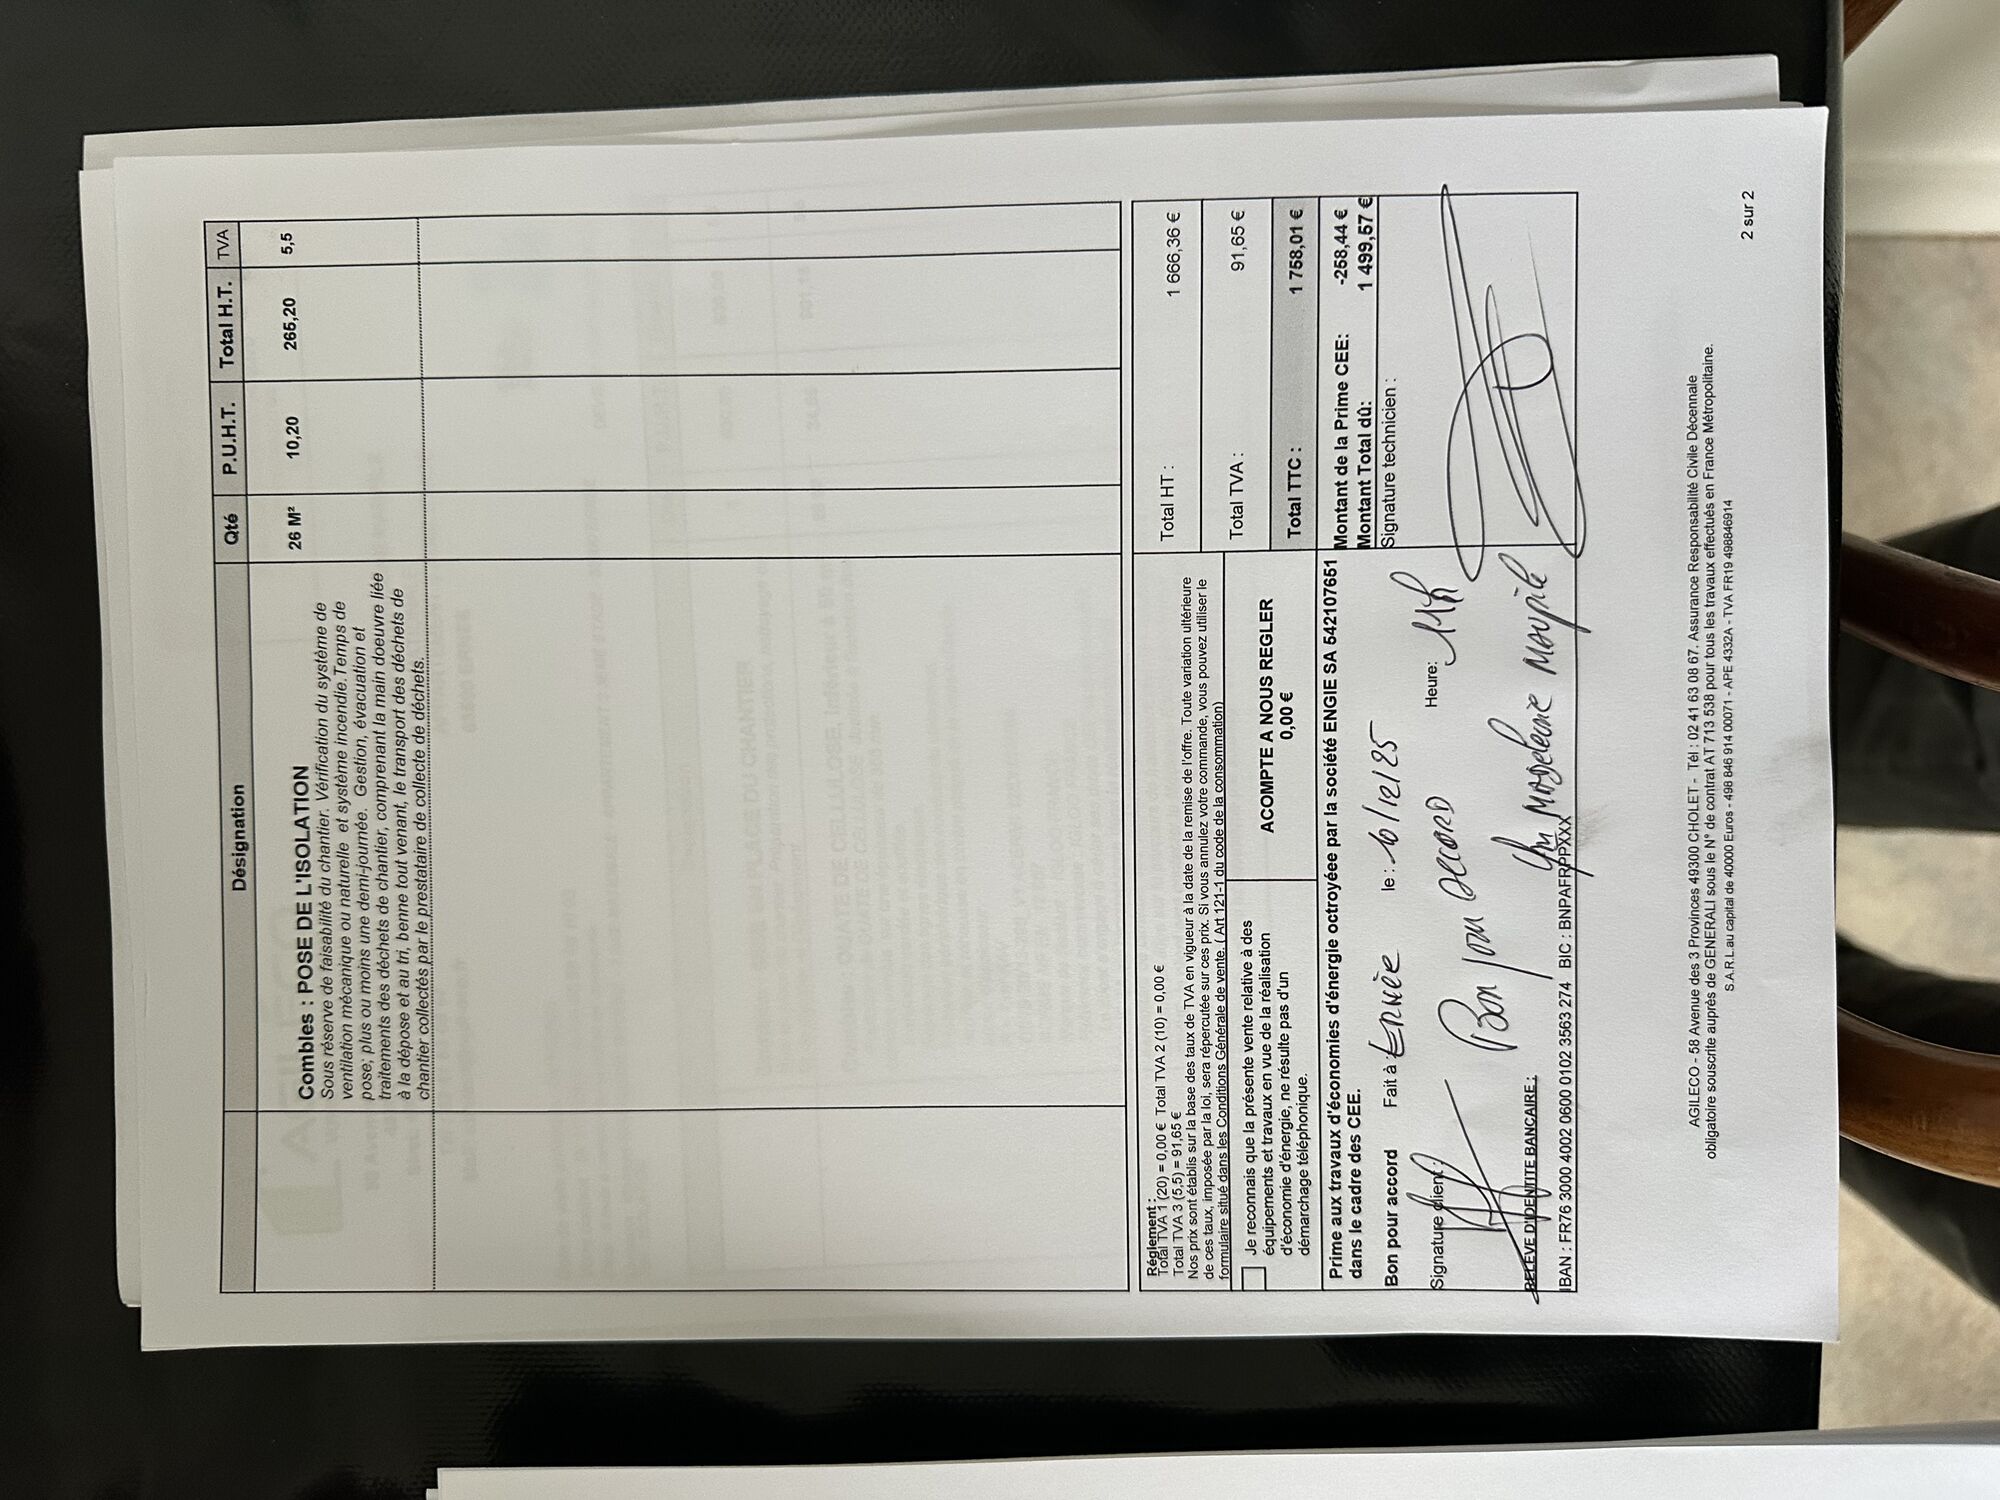 Désignation Qté P.U.H.T. Total H.T. TVA
Combles : POSE DE L'ISOLATION 26 M² 10,20 265,20 5,5
Sous réserve de faisabilité du chantier. Vérification du système de
ventilation mécanique ou naturelle et système incendie.Temps de
pose; plus ou moins une demi-journée. Gestion, évacuation et
traitements des déchets de chantier, comprenant la main doeuvre liée
à la dépose et au tri, benne tout venant, le transport des déchets de
chantier collectés par le prestataire de collecte de déchets.
Réglement :
Total TVA 1 (20) = 0,00 € Total TVA 2 (10) = 0,00 €
Total TVA 3 (5,5) = 91,65 €
Nos prix sont établis sur la base des taux de TVA en vigueur à la date de la remise de l'offre. Toute variation ultérieure
de ces taux, imposée par la loi, sera répercutée sur ces prix. Si vous annulez votre commande, vous pouvez utiliser le
formulaire situé dans les Conditions Générale de vente. ( Art 121-1 du code de la consommation)
Total HT : 1 666,36 €
Total TVA : 91,65 €
Total TTC : 1 758,01 €
Je reconnais que la présente vente relative à des
équipements et travaux en vue de la réalisation
d'économie d'énergie, ne résulte pas d'un
démarchage téléphonique.
ACOMPTE A NOUS REGLER
0,00 €
Prime aux travaux d'économies d'énergie octroyéee par la société ENGIE SA 542107651
dans le cadre des CEE.
Montant de la Prime CEE: -258,44 €
Montant Total dû: 1 499,57 €
Bon pour accord Fait à : ERNÉE le : 10/12/25 Heure: 11h
Signature client :
Bon pour accord
Signature technicien :
RELEVE D'IDENTITE BANCAIRE :
IBAN : FR76 3000 4002 0600 0102 3563 274 BIC : BNPAFRPPXXX
AGILECO - 58 Avenue des 3 Provinces 49300 CHOLET - Tél : 02 41 63 08 67. Assurance Responsabilité Civile Décennale
obligatoire souscrite auprès de GENERALI sous le N° de contrat AT 713 538 pour tous les travaux effectués en France Métropolitaine.
S.A.R.L au capital de 40000 Euros - 498 846 914 00071 - APE 4332A - TVA FR19 498846914
2 sur 2